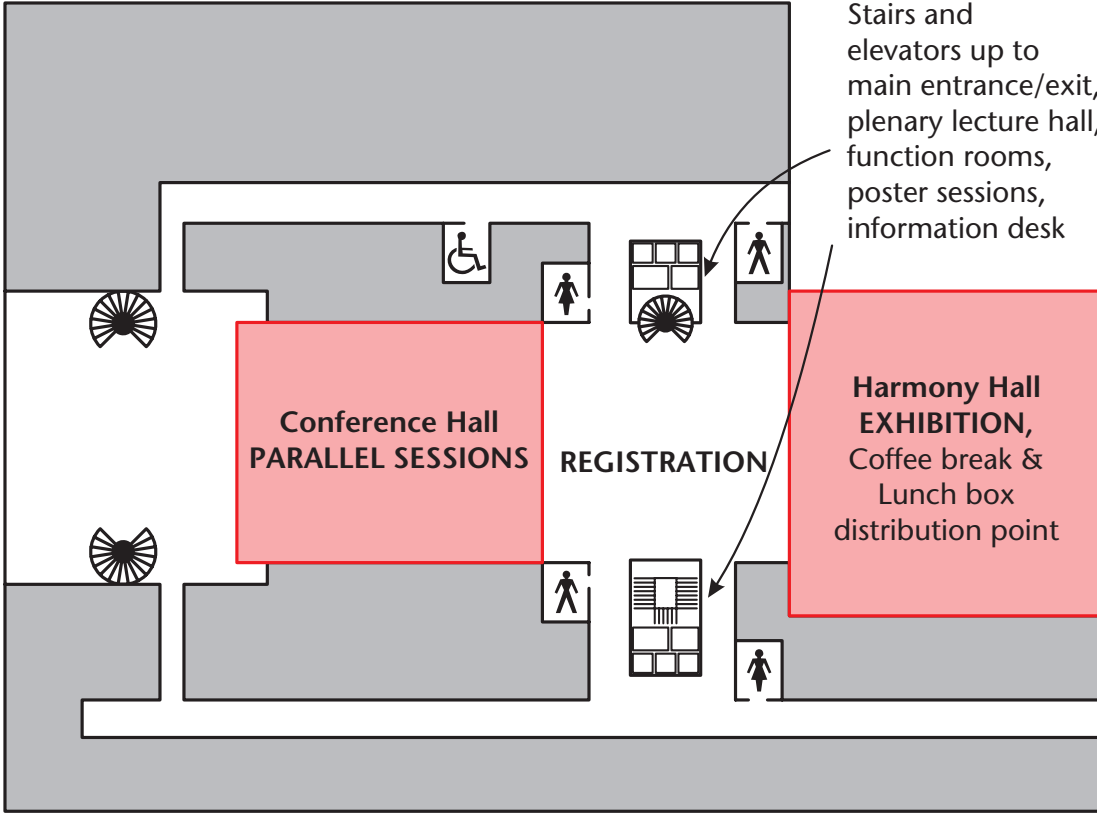 Stairs and
elevators up to
main entrance/exit,
plenary lecture hall,
function rooms,
poster sessions,
information desk
Conference Hall
PARALLEL SESSIONS
REGISTRATION
Harmony Hall
EXHIBITION,
Coffee break &
Lunch box
distribution point